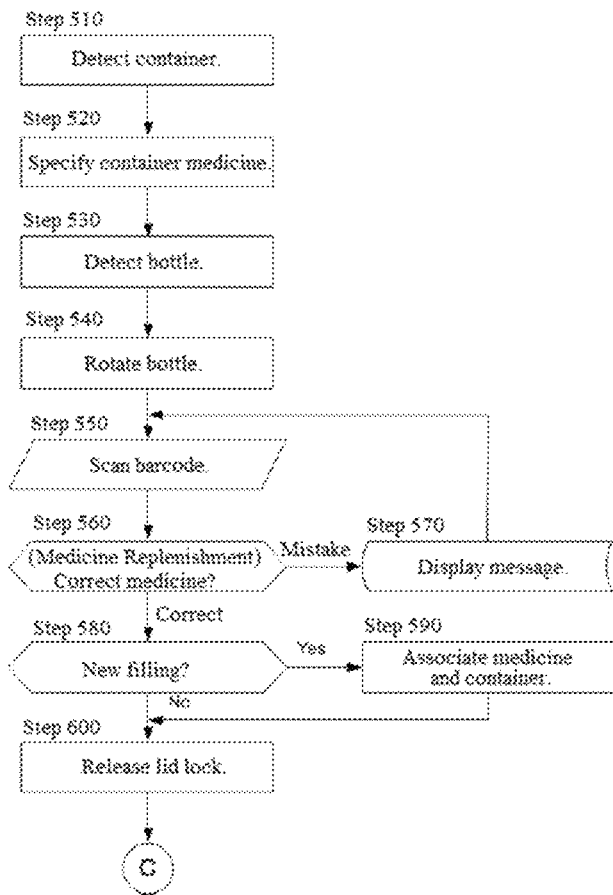 Step 510
Detect container.
Step 520
Specify container medicine.
Step 530
Detect bottle.
Step 540
Rotate bottle.
Step 550
Scan barcode.
Step 560
(Medicine Replenishment)
Correct medicine?
Mistake
Step 570
Display message.
Correct
Step 580
New filling?
Yes
Step 590
Associate medicine
and container.
No
Step 600
Release lid lock.
C